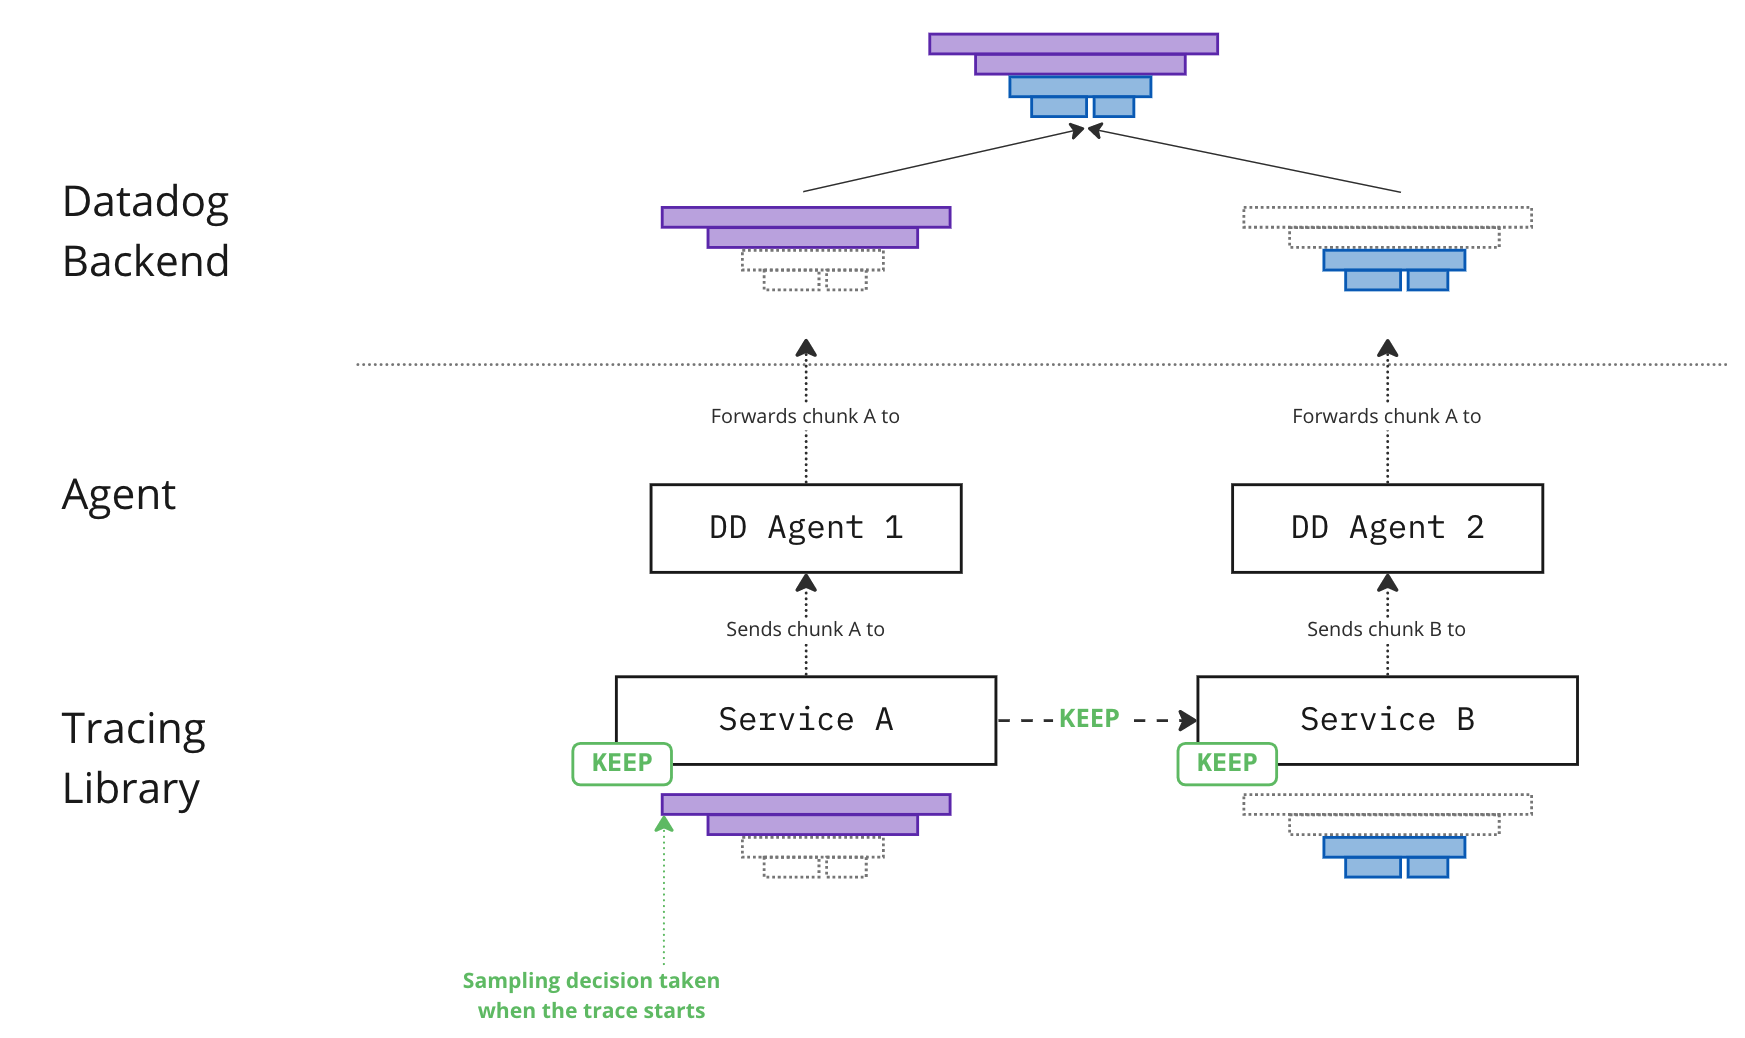 Datadog
Backend
Forwards chunk A to
Forwards chunk A to
Agent
DD Agent 1
DD Agent 2
Sends chunk A to
Sends chunk B to
Tracing
Library
Service A
KEEP
Service B
KEEP
KEEP
Sampling decision taken
when the trace starts